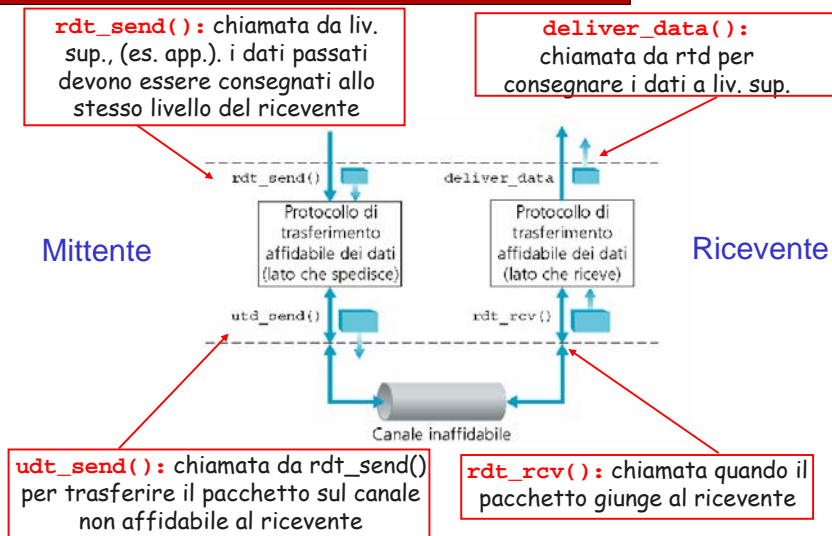 rdt_send(): chiamata da liv.
sup., (es. app.). i dati passati
devono essere consegnati allo
stesso livello del ricevente
deliver_data():
chiamata da rtd per
consegnare i dati a liv. sup.
rdt_send()
deliver_data
Mittente
Protocollo di
trasferimento
affidabile dei dati
(lato che spedisce)
Protocollo di
trasferimento
affidabile dei dati
(lato che riceve)
Ricevente
utd_send()
rdt_rcv()
Canale inaffidabile
udt_send(): chiamata da rdt_send()
per trasferire il pacchetto sul canale
non affidabile al ricevente
rdt_rcv(): chiamata quando il
pacchetto giunge al ricevente